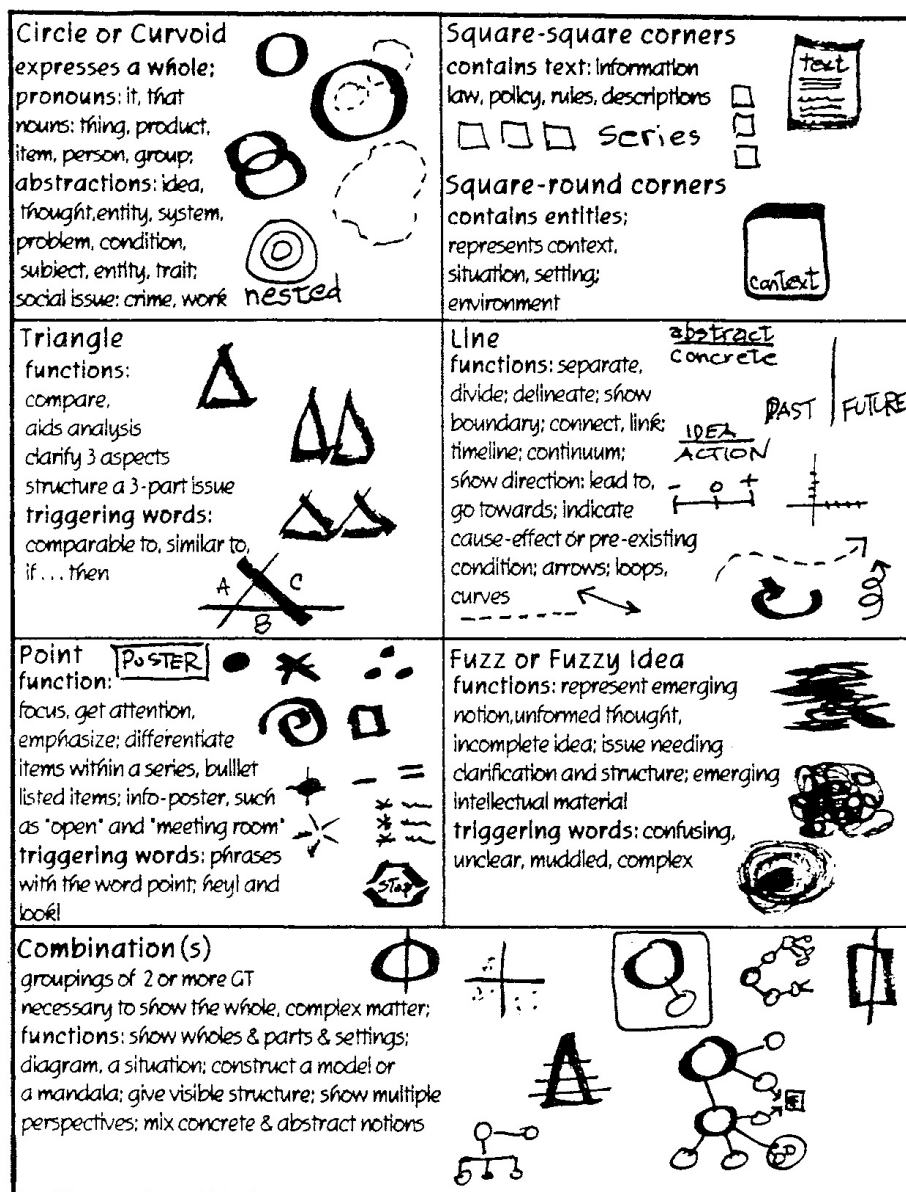 Circle or Curvoid
expresses a whole;
pronouns: it, that
nouns: thing, product,
item, person, group;
abstractions: idea,
thought, entity, system,
problem, condition,
subject, entity, trait;
social issue: crime, work
nested
Square-square corners
contains text: information
law, policy, rules, descriptions
Series
text
Square-round corners
contains entities;
represents context,
situation, setting;
environment
context
Triangle
functions:
compare,
aids analysis
clarify 3 aspects
structure a 3-part issue
triggering words:
comparable to, similar to,
if . . . then
A
C
B
Line
functions: separate,
divide; delineate; show
boundary; connect, link;
timeline; continuum;
show direction: lead to,
go towards; indicate
cause-effect or pre-existing
condition; arrows; loops,
curves
abstract
concrete
PAST
FUTURE
IDEA
ACTION
- o +
Point
POSTER
function:
focus, get attention,
emphasize; differentiate
items within a series, bulllet
listed items; info-poster, such
as "open" and "meeting room"
triggering words: phrases
with the word point; hey! and
look!
STOP
Fuzz or Fuzzy Idea
functions: represent emerging
notion, unformed thought,
incomplete idea; issue needing
clarification and structure; emerging
intellectual material
triggering words: confusing,
unclear, muddled, complex
Combination(s)
groupings of 2 or more GT
necessary to show the whole, complex matter;
functions: show wholes & parts & settings;
diagram, a situation; construct a model or
a mandala; give visible structure; show multiple
perspectives; mix concrete & abstract notions